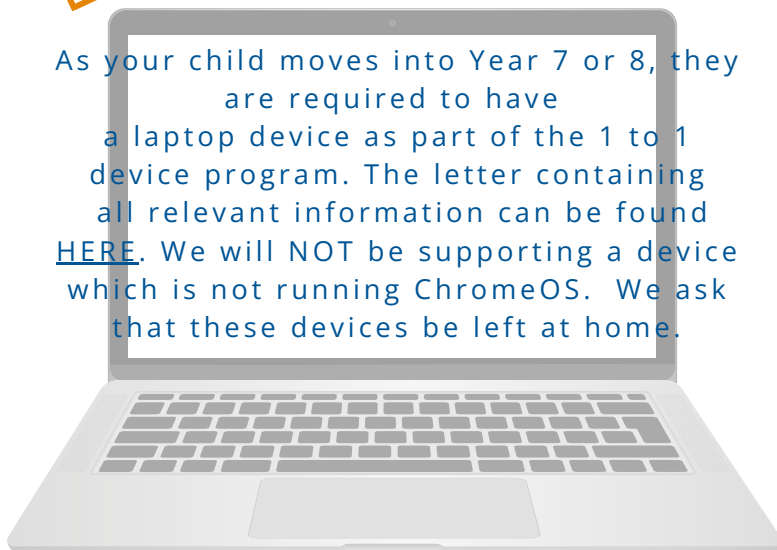 As your child moves into Year 7 or 8, they
are required to have
a laptop device as part of the 1 to 1
device program. The letter containing
all relevant information can be found
HERE. We will NOT be supporting a device
which is not running ChromeOS.  We ask
that these devices be left at home.